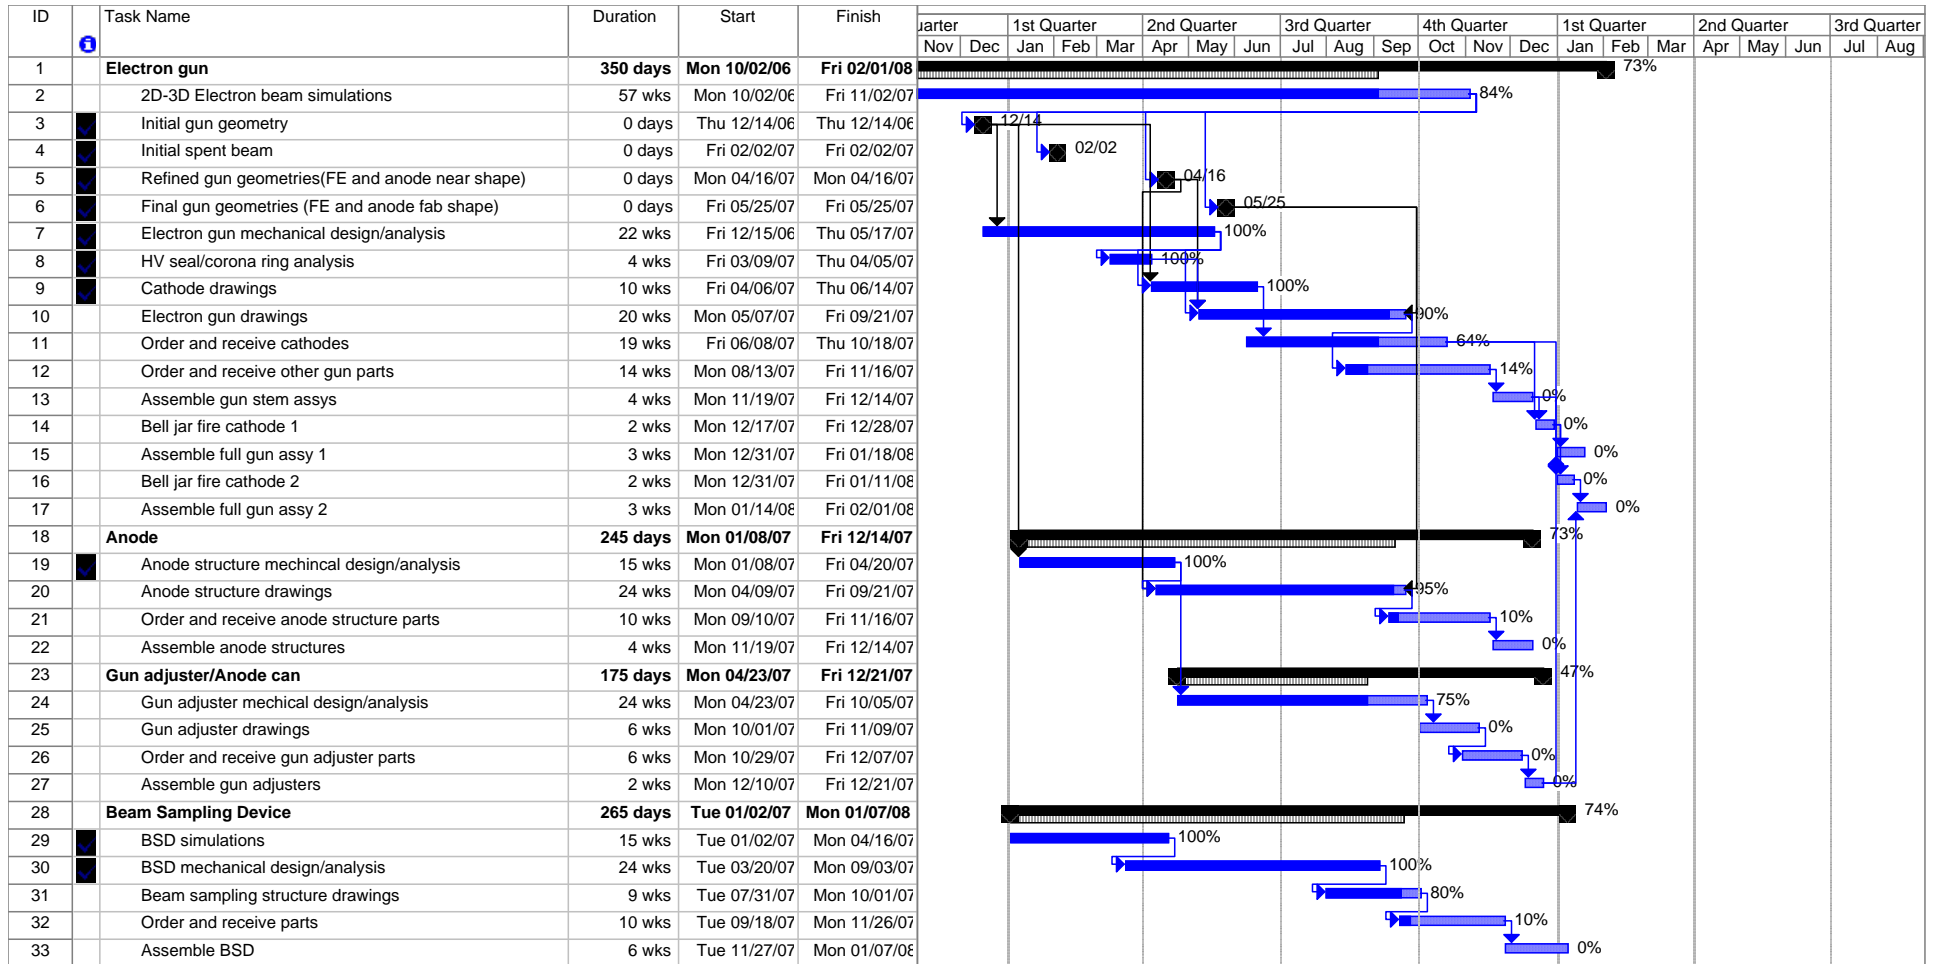 ID Task Name Duration Start Finish
uarter 1st Quarter 2nd Quarter 3rd Quarter 4th Quarter 1st Quarter 2nd Quarter 3rd Quarter
Nov Dec Jan Feb Mar Apr May Jun Jul Aug Sep Oct Nov Dec Jan Feb Mar Apr May Jun Jul Aug
1 Electron gun 350 days Mon 10/02/06 Fri 02/01/08 73%
2 2D-3D Electron beam simulations 57 wks Mon 10/02/06 Fri 11/02/07 84%
3 Initial gun geometry 0 days Thu 12/14/06 Thu 12/14/06 12/14
4 Initial spent beam 0 days Fri 02/02/07 Fri 02/02/07 02/02
5 Refined gun geometries(FE and anode near shape) 0 days Mon 04/16/07 Mon 04/16/07 04/16
6 Final gun geometries (FE and anode fab shape) 0 days Fri 05/25/07 Fri 05/25/07 05/25
7 Electron gun mechanical design/analysis 22 wks Fri 12/15/06 Thu 05/17/07 100%
8 HV seal/corona ring analysis 4 wks Fri 03/09/07 Thu 04/05/07 100%
9 Cathode drawings 10 wks Fri 04/06/07 Thu 06/14/07 100%
10 Electron gun drawings 20 wks Mon 05/07/07 Fri 09/21/07 90%
11 Order and receive cathodes 19 wks Fri 06/08/07 Thu 10/18/07 64%
12 Order and receive other gun parts 14 wks Mon 08/13/07 Fri 11/16/07 14%
13 Assemble gun stem assys 4 wks Mon 11/19/07 Fri 12/14/07 0%
14 Bell jar fire cathode 1 2 wks Mon 12/17/07 Fri 12/28/07 0%
15 Assemble full gun assy 1 3 wks Mon 12/31/07 Fri 01/18/08 0%
16 Bell jar fire cathode 2 2 wks Mon 12/31/07 Fri 01/11/08 0%
17 Assemble full gun assy 2 3 wks Mon 01/14/08 Fri 02/01/08 0%
18 Anode 245 days Mon 01/08/07 Fri 12/14/07 73%
19 Anode structure mechincal design/analysis 15 wks Mon 01/08/07 Fri 04/20/07 100%
20 Anode structure drawings 24 wks Mon 04/09/07 Fri 09/21/07 95%
21 Order and receive anode structure parts 10 wks Mon 09/10/07 Fri 11/16/07 10%
22 Assemble anode structures 4 wks Mon 11/19/07 Fri 12/14/07 0%
23 Gun adjuster/Anode can 175 days Mon 04/23/07 Fri 12/21/07 47%
24 Gun adjuster mechical design/analysis 24 wks Mon 04/23/07 Fri 10/05/07 75%
25 Gun adjuster drawings 6 wks Mon 10/01/07 Fri 11/09/07 0%
26 Order and receive gun adjuster parts 6 wks Mon 10/29/07 Fri 12/07/07 0%
27 Assemble gun adjusters 2 wks Mon 12/10/07 Fri 12/21/07 0%
28 Beam Sampling Device 265 days Tue 01/02/07 Mon 01/07/08 74%
29 BSD simulations 15 wks Tue 01/02/07 Mon 04/16/07 100%
30 BSD mechanical design/analysis 24 wks Tue 03/20/07 Mon 09/03/07 100%
31 Beam sampling structure drawings 9 wks Tue 07/31/07 Mon 10/01/07 80%
32 Order and receive parts 10 wks Tue 09/18/07 Mon 11/26/07 10%
33 Assemble BSD 6 wks Tue 11/27/07 Mon 01/07/08 0%